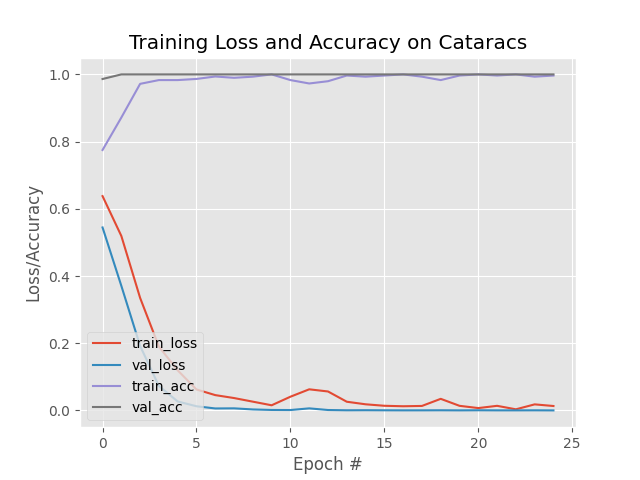 Training Loss and Accuracy on Cataracs
Loss/Accuracy
1.0
0.8
0.6
0.4
0.2
0.0
train_loss
val_loss
train_acc
val_acc
0 5 10 15 20 25
Epoch #